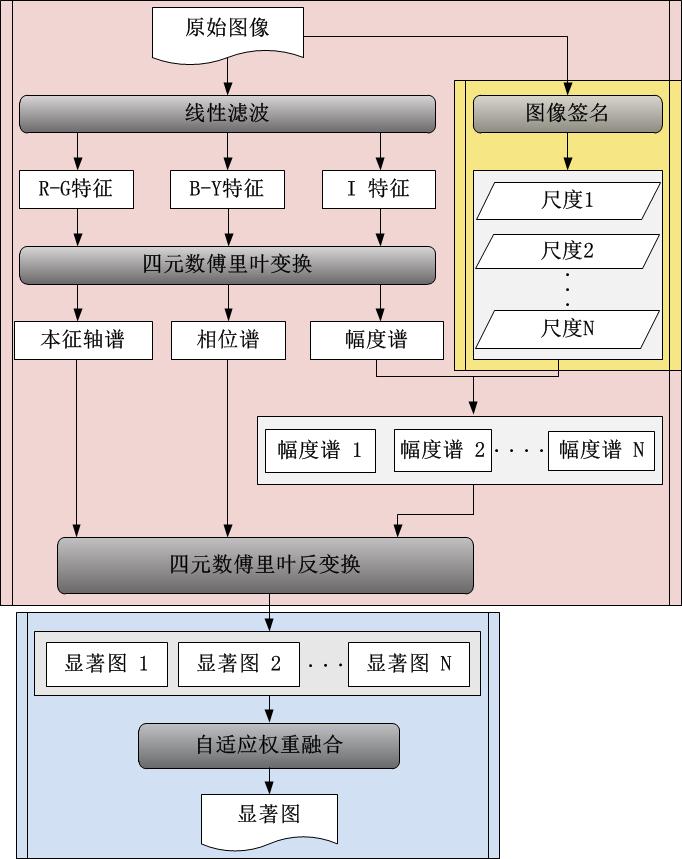 原始图像
线性滤波
图像签名
R-G特征
B-Y特征
I 特征
尺度1
尺度2
尺度N
四元数傅里叶变换
本征轴谱
相位谱
幅度谱
幅度谱 1
幅度谱 2
幅度谱 N
四元数傅里叶反变换
显著图 1
显著图 2
显著图 N
自适应权重融合
显著图